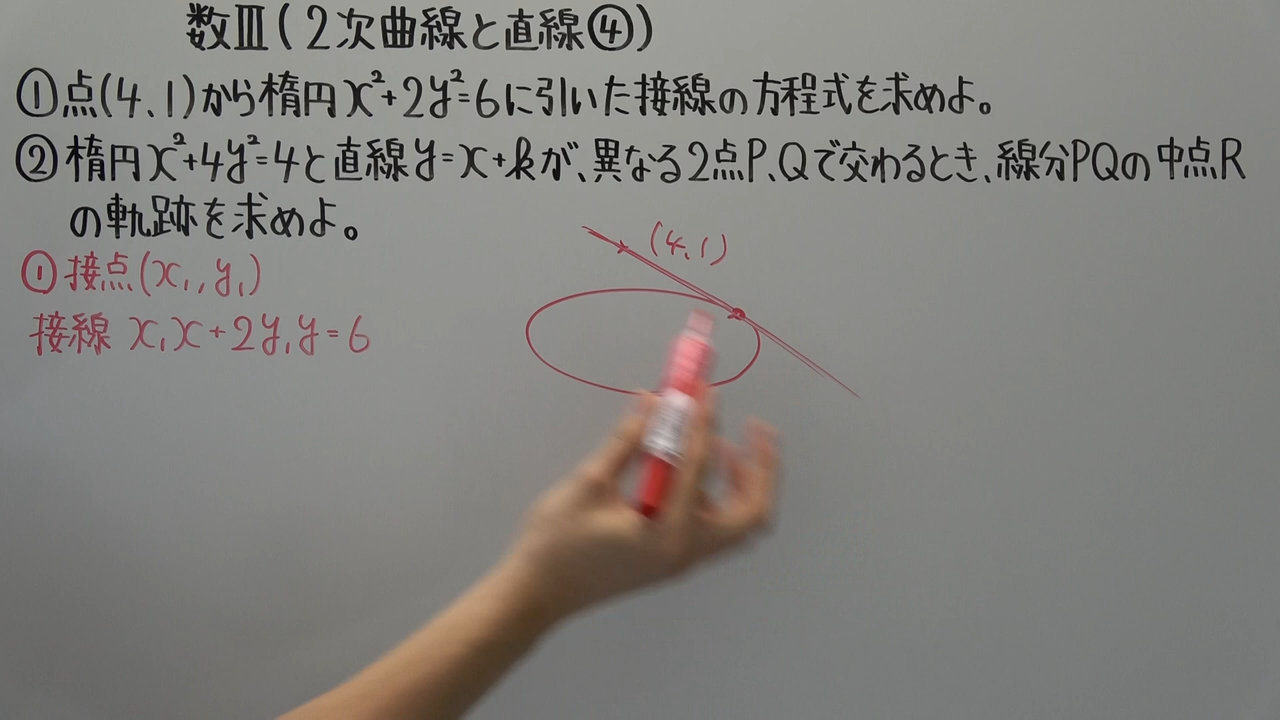 数Ⅲ(2次曲線と直線④)
①点(4、1)から楕円x²+2y²=6に引いた接線の方程式を求めよ。
②楕円x²+4y²=4と直線y=x+kが、異なる2点P、Qで交わるとき、線分PQの中点R
の軌跡を求めよ。
(4、1)
①接点(x₁, y₁)
接線 x₁x+2y₁y=6